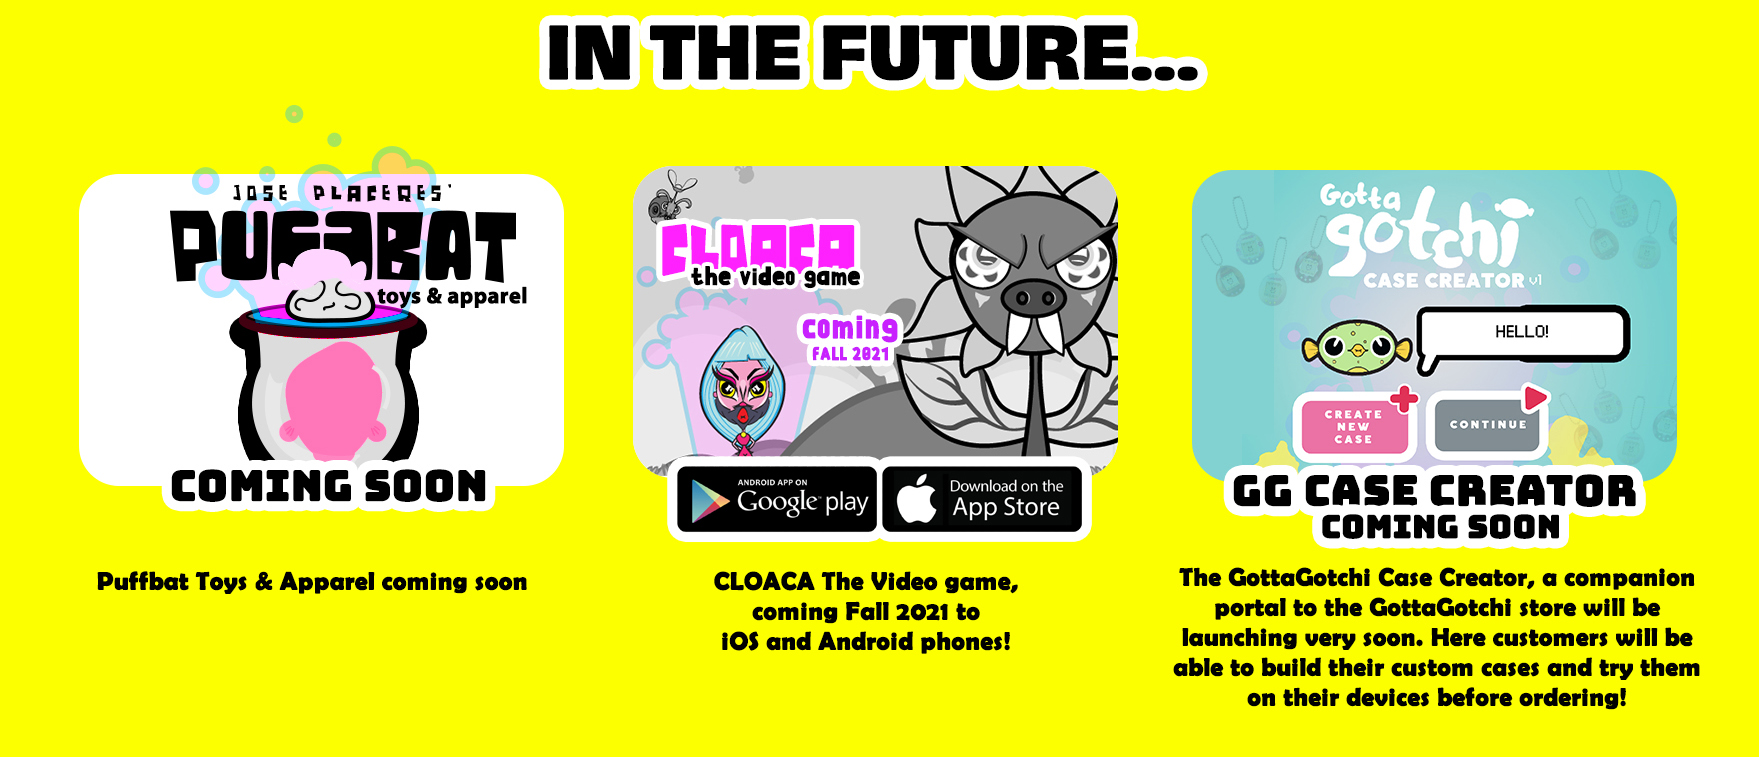 IN THE FUTURE...
JOSE PLACERES'
PUFFBAT
toys & apparel
COMING SOON
Puffbat Toys & Apparel coming soon
CLOACA
the video game
coming
FALL 2021
ANDROID APP ON
Google play
Download on the
App Store
CLOACA The Video game,
coming Fall 2021 to
iOS and Android phones!
Gotta
gotchi
CASE CREATOR v1
HELLO!
CREATE
NEW
CASE
CONTINUE
GG CASE CREATOR
COMING SOON
The GottaGotchi Case Creator, a companion
portal to the GottaGotchi store will be
launching very soon. Here customers will be
able to build their custom cases and try them
on their devices before ordering!